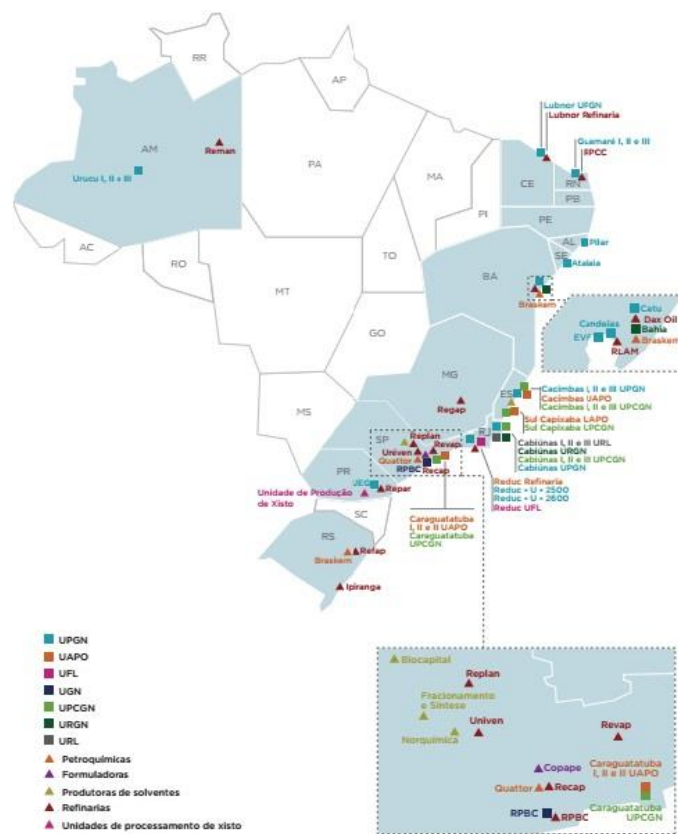 RR
AP
Lubnor UPGN
Lubnor Refinaria
Guamaré I, II e III
RPCC
AM
Reman
Urucu I, II e III
PA
MA
CE
RN
PB
PI
PE
AL
Pilar
SE
Atalaia
AC
RO
TO
BA
MT
Braskem
GO
Catu
Dax Oil
Candeias
Bahia
EVF
Braskem
RLAM
MG
ES
MS
Regap
Cacimbas I, II e III UPGN
Cacimbas UAPO
Cacimbas I, II e III UPCGN
Sul Capixaba UAPO
Sul Capixaba UPCGN
SP
Replan
RJ
Univen
Revap
Quattor
RPBC
Recap
Cabiúnas I, II e III URL
Cabiúnas URGN
Cabiúnas I, II e III UPCGN
Cabiúnas UPGN
PR
UEG
Repar
Unidade de Produção
de Xisto
Reduc Refinaria
Reduc • U • 2500
Reduc • U • 2600
Reduc UFL
SC
Caraguatatuba
I, II e II UAPO
Caraguatatuba
UPCGN
RS
Braskem
Refap
Ipiranga
UPGN
UAPO
UFL
UGN
UPCGN
URGN
URL
Petroquímicas
Formuladoras
Produtoras de solventes
Refinarias
Unidades de processamento de xisto
Biocapital
Replan
Fracionamento
e Síntese
Univen
Norquímica
Revap
Copape
Caraguatatuba
I, II e II UAPO
Quattor
Recap
RPBC
RPBC
Caraguatatuba
UPCGN